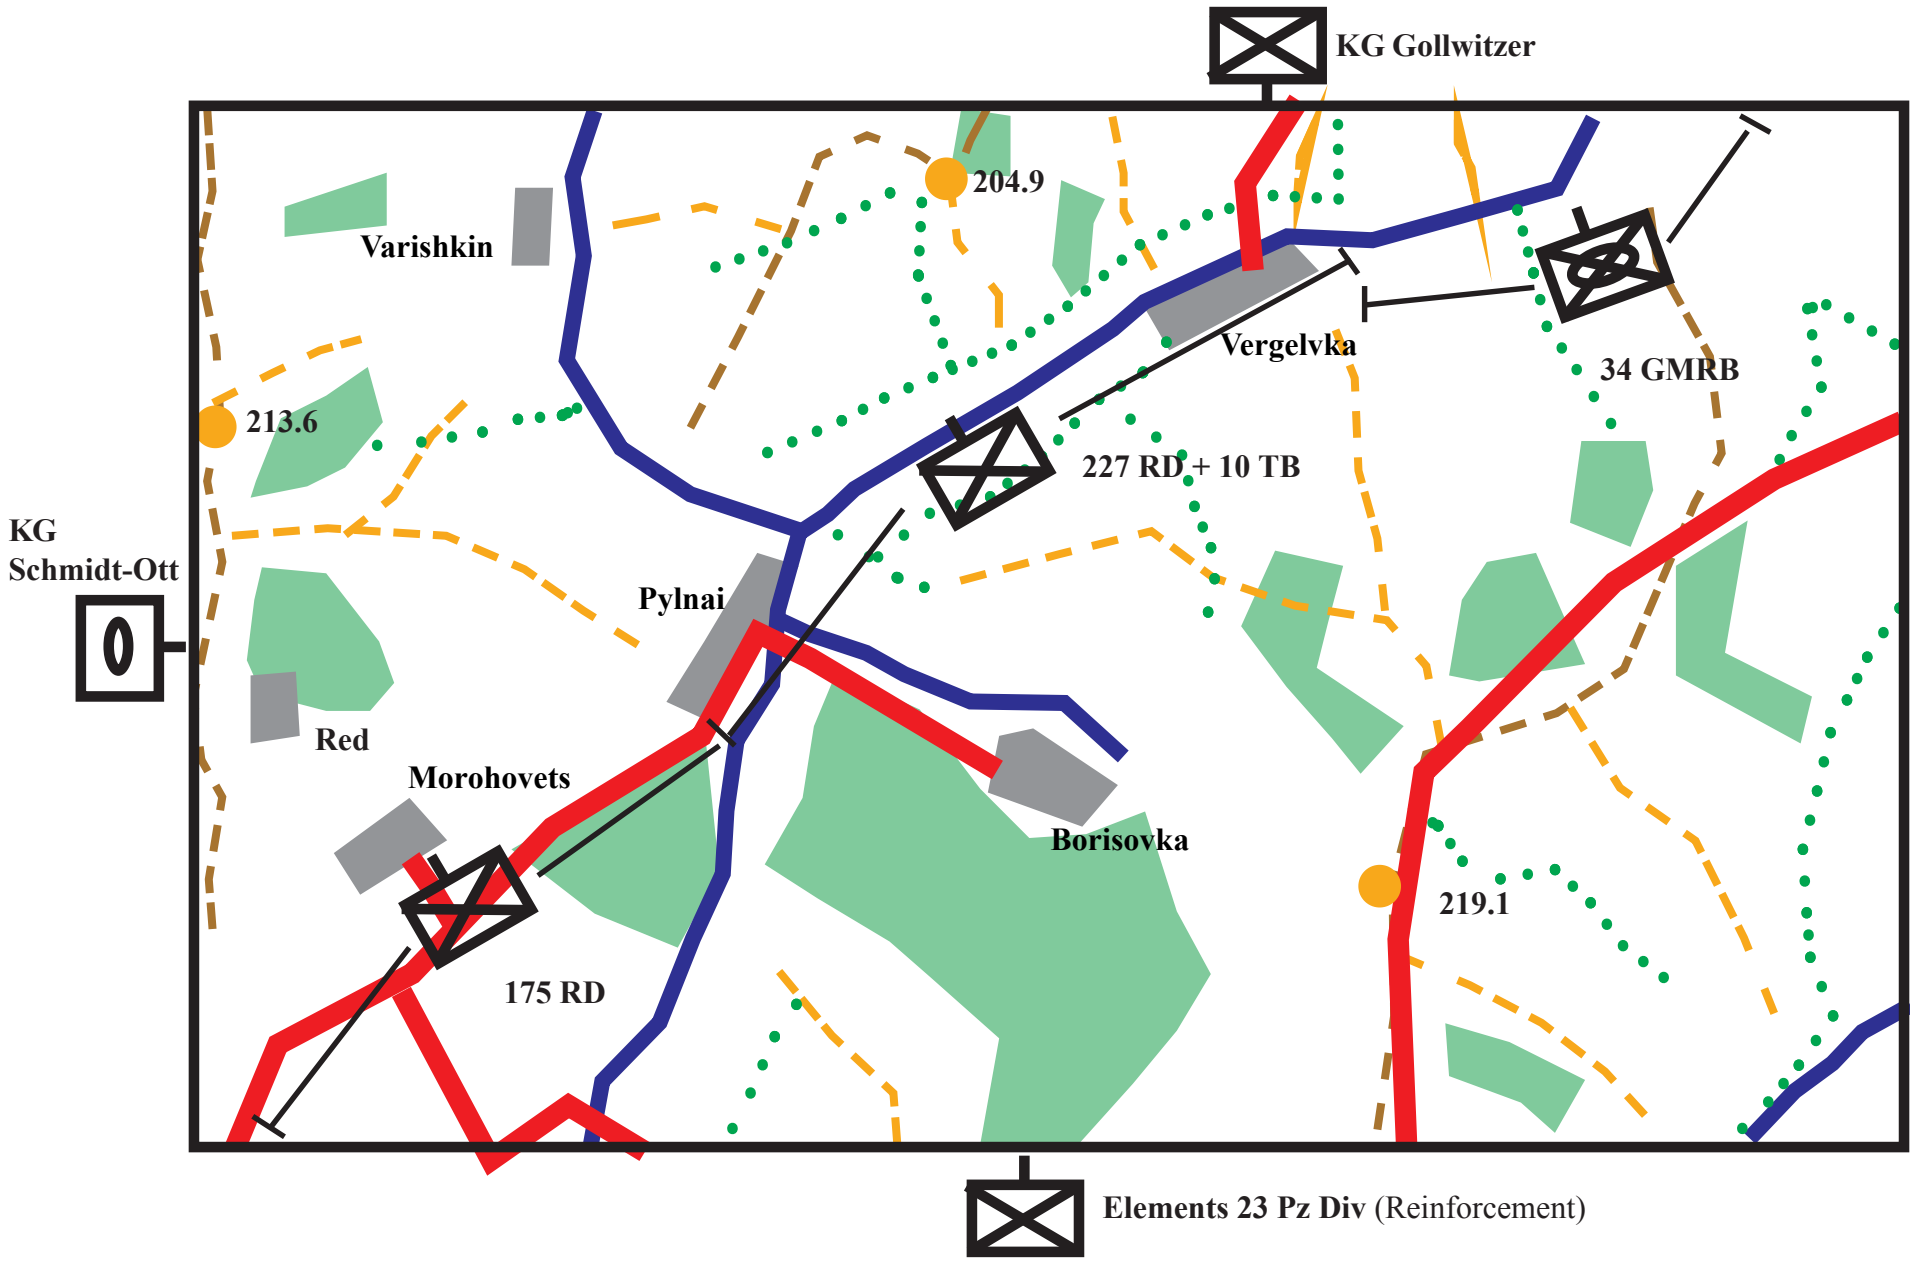 KG Gollwitzer
204.9
Varishkin
Vergelvka
34 GMRB
213.6
227 RD + 10 TB
KG
Schmidt-Ott
Pylnai
Red
Morohovets
Borisovka
219.1
175 RD
Elements 23 Pz Div (Reinforcement)